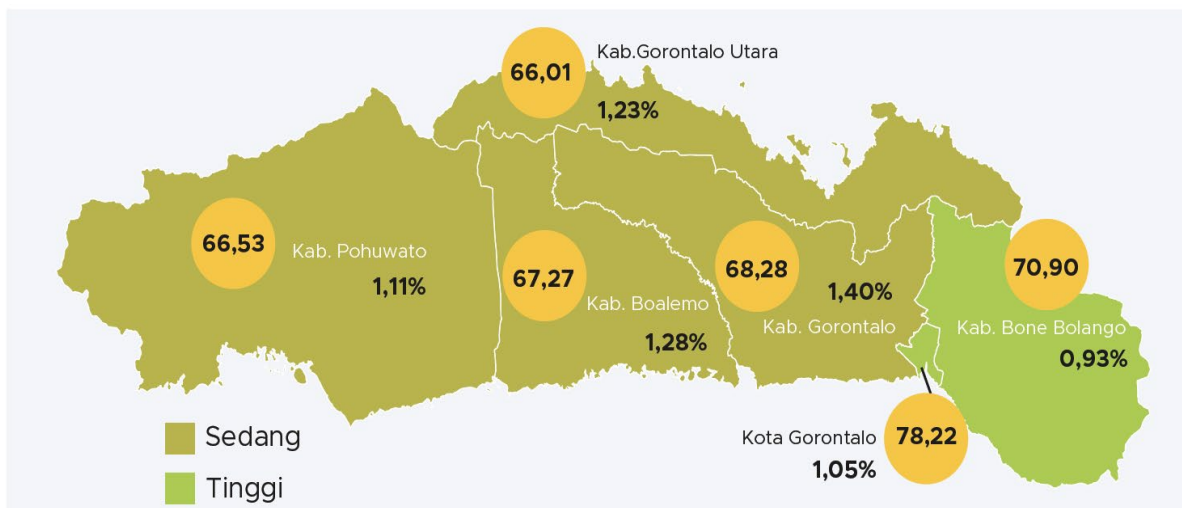 66,01
Kab.Gorontalo Utara
1,23%
66,53
Kab. Pohuwato
1,11%
67,27
Kab. Boalemo
1,28%
68,28
1,40%
Kab. Gorontalo
70,90
Kab. Bone Bolango
0,93%
Kota Gorontalo
78,22
1,05%
Sedang
Tinggi